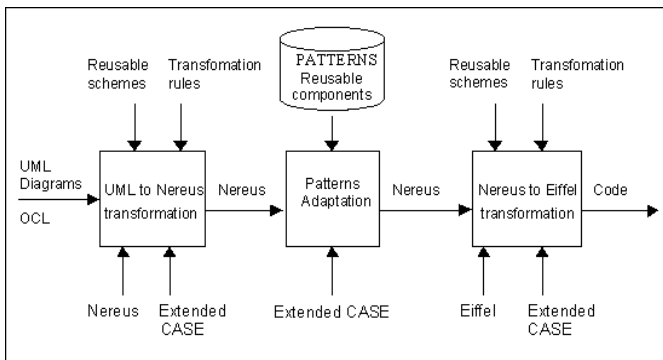 Reusable
schemes
Transfomation
rules
PATTERNS
Reusable
components
Reusable
schemes
Transfomation
rules
UML
Diagrams
OCL
UML to Nereus
transformation
Nereus
Patterns
Adaptation
Nereus
Nereus to Eiffel
transformation
Code
Nereus
Extended
CASE
Extended CASE
Eiffel
Extended
CASE